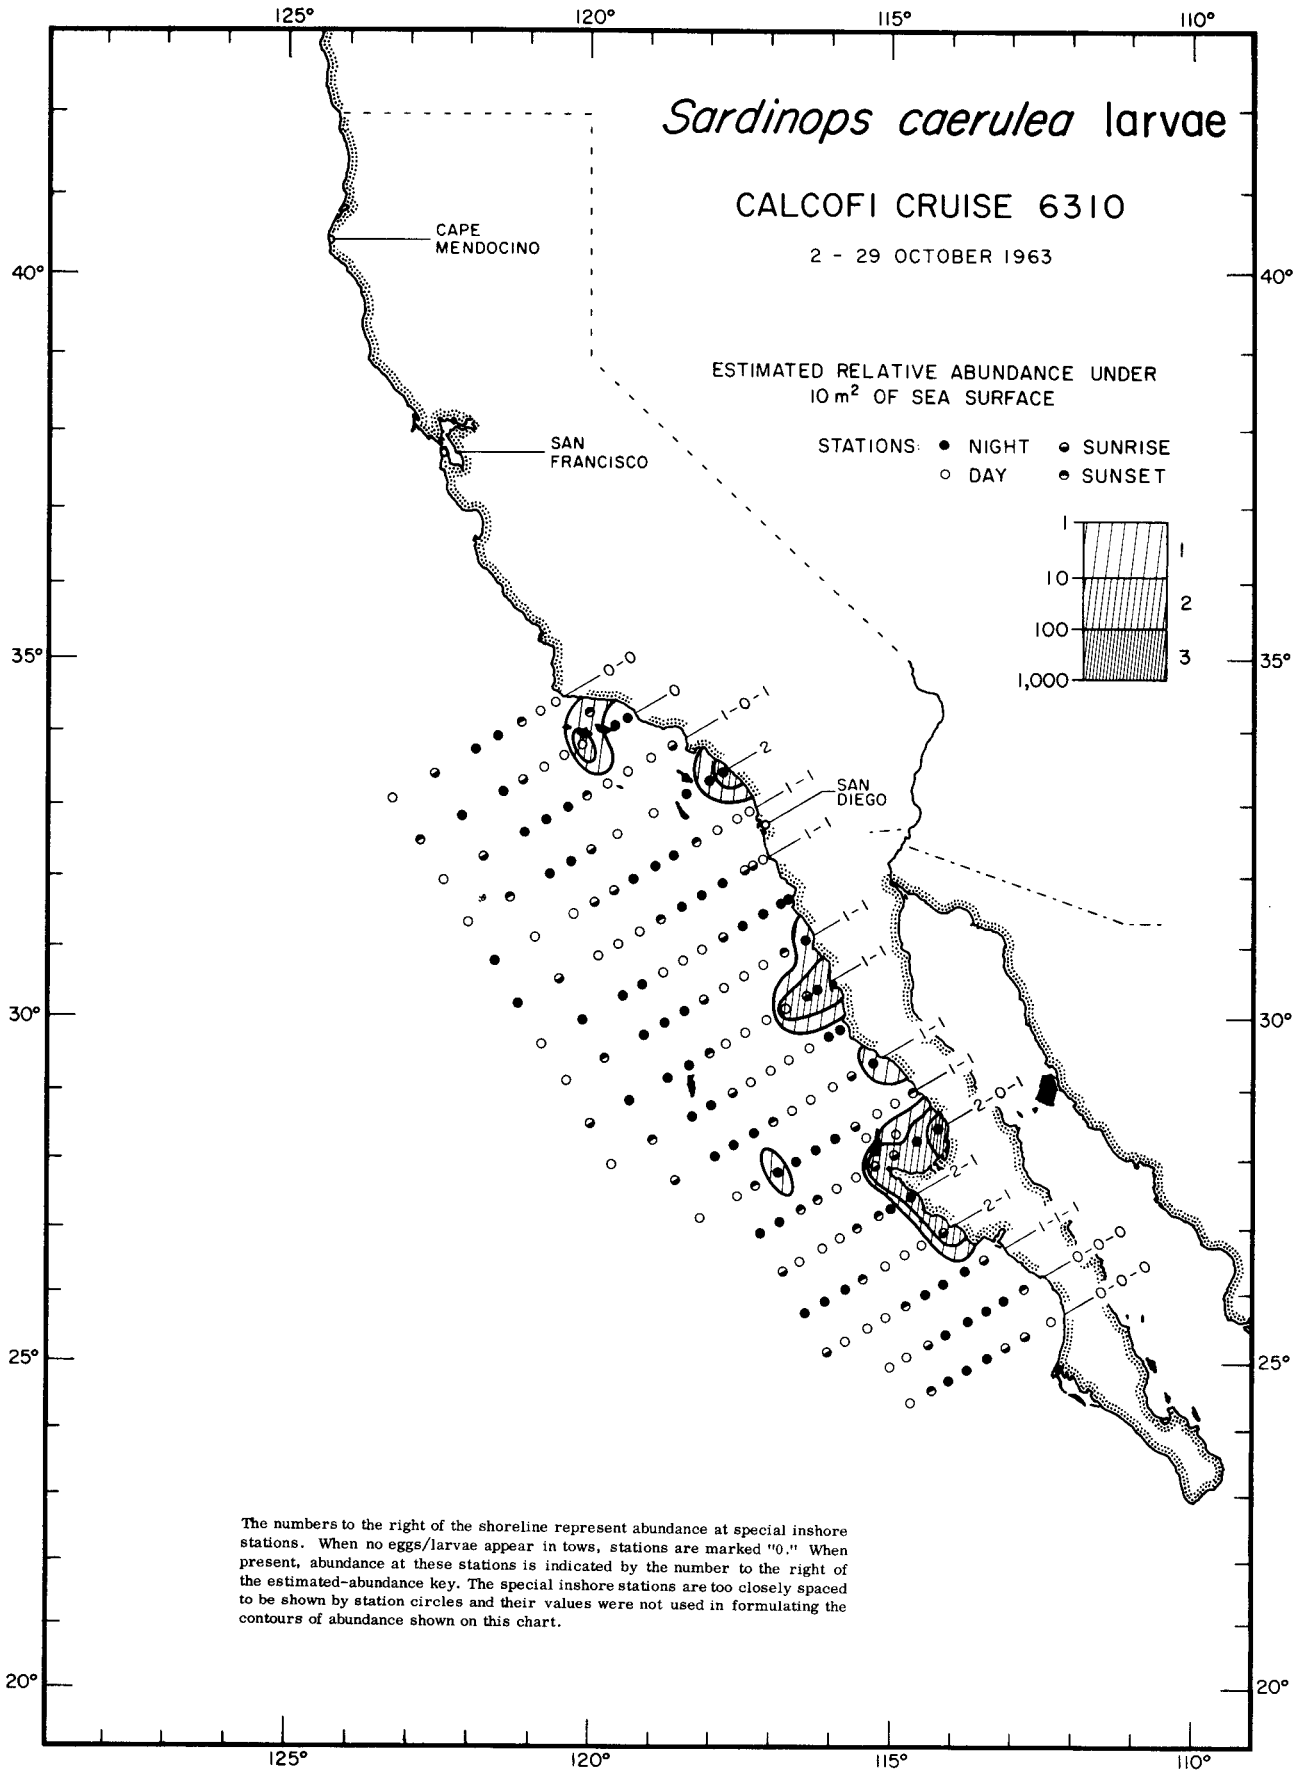 125° 120° 115° 110°
Sardinops caerulea larvae
CALCOFI CRUISE 6310
2 - 29 OCTOBER 1963
CAPE
MENDOCINO
40° 40°
ESTIMATED RELATIVE ABUNDANCE UNDER
10 m² OF SEA SURFACE
STATIONS: ● NIGHT SUNRISE
○ DAY SUNSET
SAN
FRANCISCO
1
1
10
2
100
3
1,000
35° 35°
0-0
0
1-0-1
2
1-1
SAN
DIEGO
1-1
1-1
1-1
30° 30°
1-1
1-1
2-0-1
2-1
2-1
1-1-1
0-0-0
0-0-0
25° 25°
The numbers to the right of the shoreline represent abundance at special inshore
stations. When no eggs/larvae appear in tows, stations are marked "0." When
present, abundance at these stations is indicated by the number to the right of
the estimated-abundance key. The special inshore stations are too closely spaced
to be shown by station circles and their values were not used in formulating the
contours of abundance shown on this chart.
20° 20°
125° 120° 115° 110°